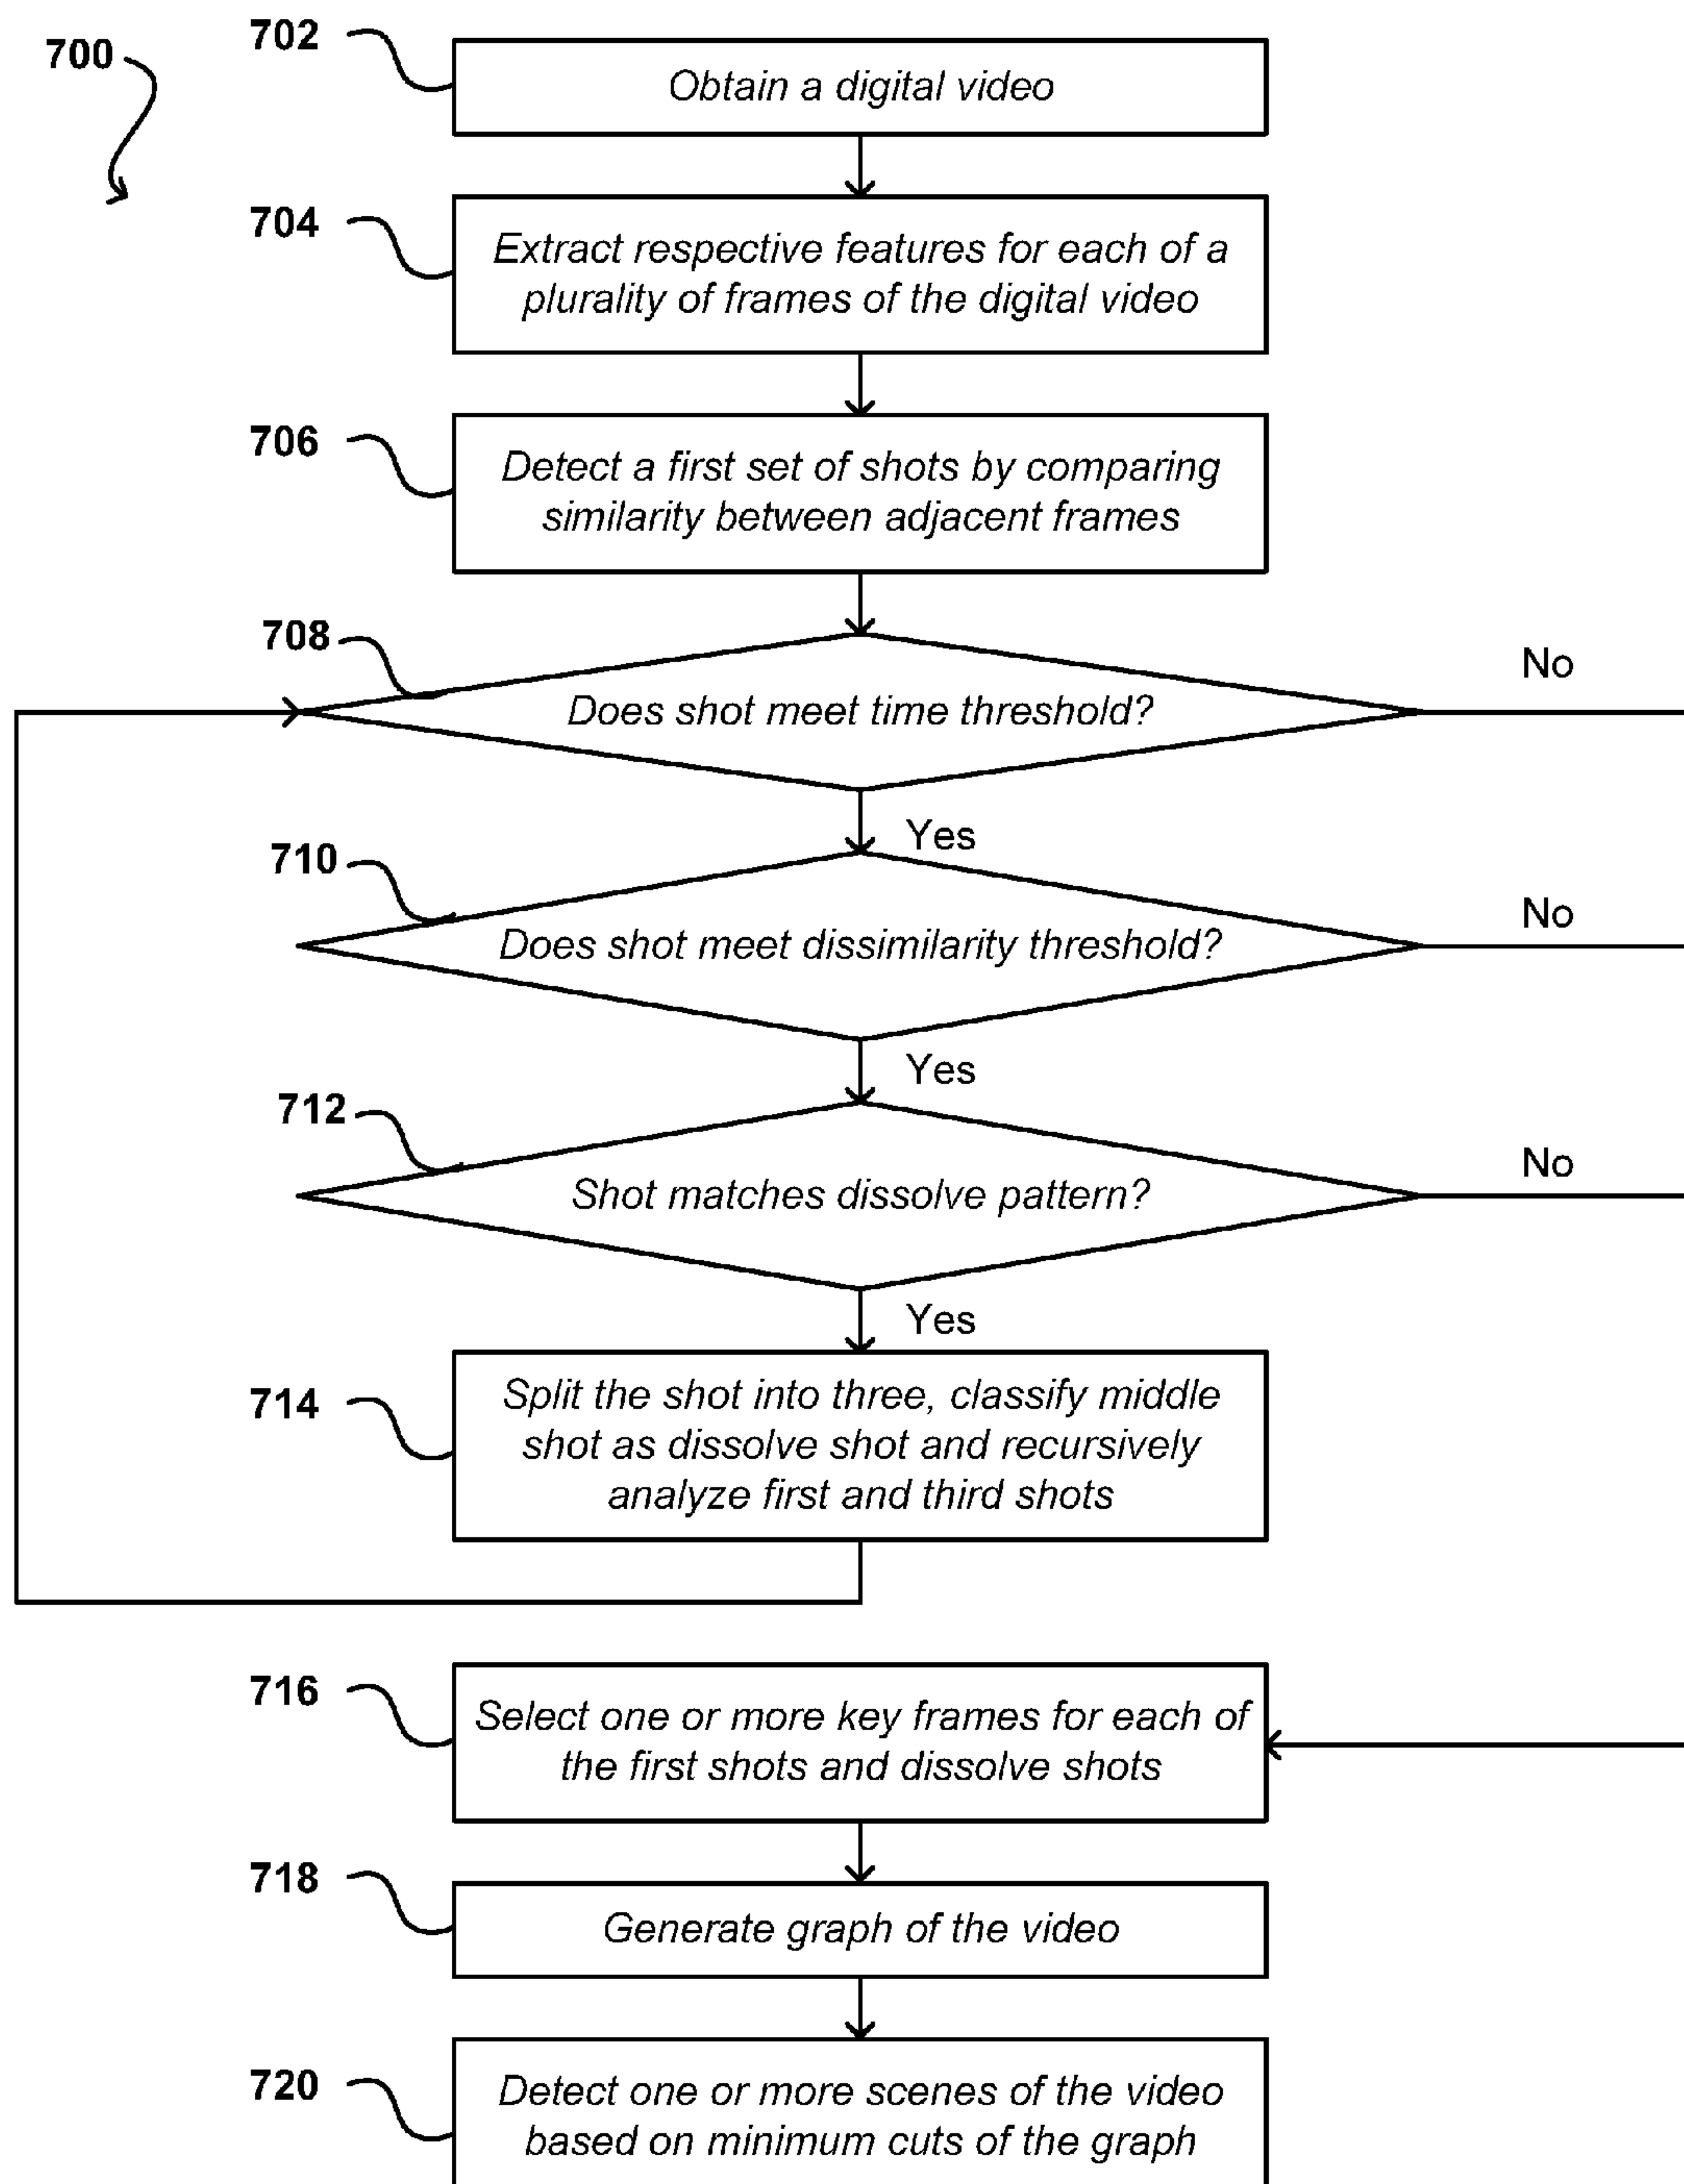 700
702
Obtain a digital video
704
Extract respective features for each of a
plurality of frames of the digital video
706
Detect a first set of shots by comparing
similarity between adjacent frames
708
Does shot meet time threshold?
No
Yes
710
Does shot meet dissimilarity threshold?
No
Yes
712
Shot matches dissolve pattern?
No
Yes
714
Split the shot into three, classify middle
shot as dissolve shot and recursively
analyze first and third shots
716
Select one or more key frames for each of
the first shots and dissolve shots
718
Generate graph of the video
720
Detect one or more scenes of the video
based on minimum cuts of the graph